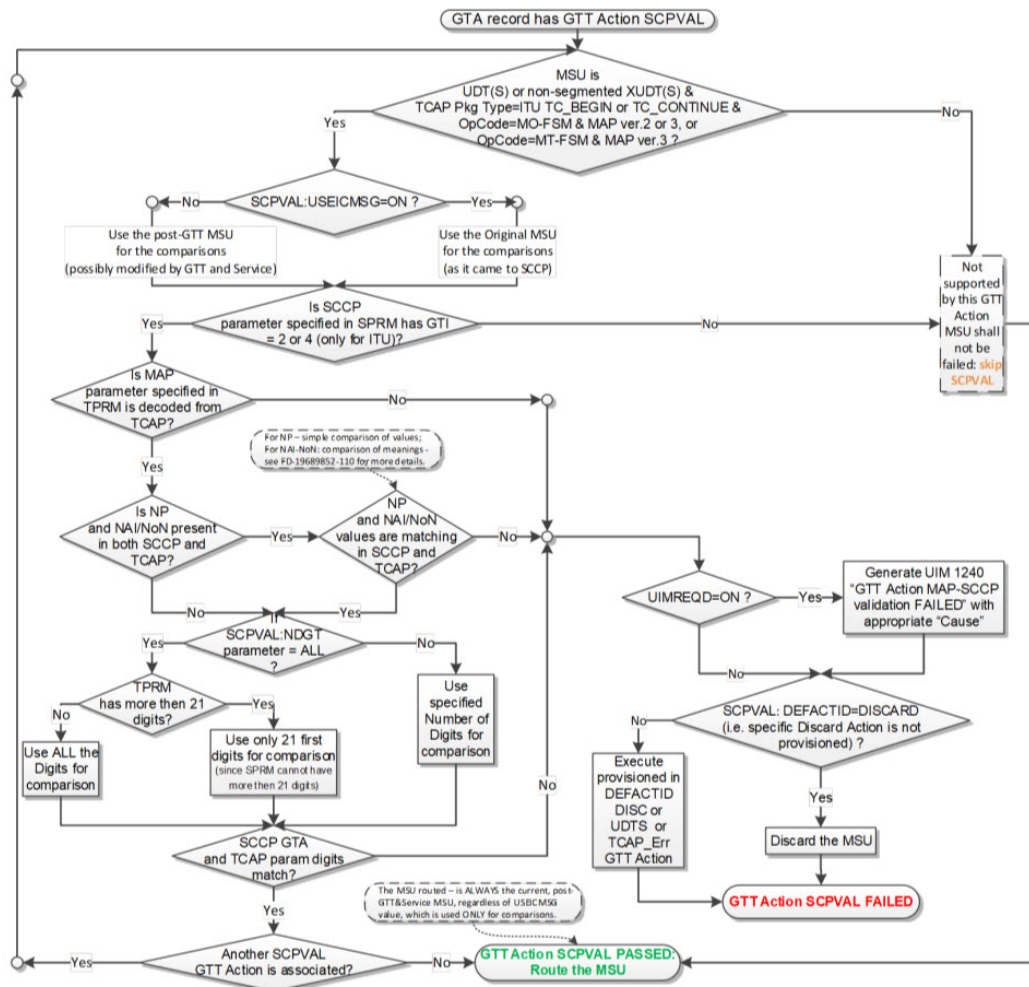 GTA record has GTT Action SCPVAL
MSU is
UDT(S) or non-segmented XUDT(S) &
TCAP Pkg Type=ITU TC_BEGIN or TC_CONTINUE &
OpCode=MO-FSM & MAP ver.2 or 3, or
OpCode=MT-FSM & MAP ver.3 ?
Yes
No
SCPVAL:USEICMSG=ON ?
No
Yes
Use the post-GTT MSU
for the comparisons
(possibly modified by GTT and Service)
Use the Original MSU
for the comparisons
(as it came to SCCP)
Not
supported
by this GTT
Action
MSU shall
not be
failed: skip
SCPVAL
Is SCCP
parameter specified in SPRM has GTI
= 2 or 4 (only for ITU)?
Yes
No
Is MAP
parameter specified in
TPRM is decoded from
TCAP?
No
Yes
For NP – simple comparison of values;
For NAI-NoN: comparison of meanings -
see FD-19689852-110 for more details.
Is NP
and NAI/NoN present
in both SCCP and
TCAP?
Yes
NP
and NAI/NoN
values are matching
in SCCP and
TCAP?
No
No
Yes
UIMREQD=ON ?
Yes
Generate UIM 1240
“GTT Action MAP-SCCP
validation FAILED” with
appropriate “Cause”
No
If
SCPVAL:NDGT
parameter = ALL
?
Yes
No
TPRM
has more then 21
digits?
No
Yes
Use ALL the
Digits for
comparison
Use only 21 first
digits for comparison
(since SPRM cannot have
more then 21 digits)
Use
specified
Number of
Digits for
comparison
SCPVAL: DEFACTID=DISCARD
(i.e. specific Discard Action is not
provisioned) ?
No
Yes
Execute
provisioned in
DEFACTID
DISC or
UDTS or
TCAP_Err
GTT Action
Discard the MSU
GTT Action SCPVAL FAILED
SCCP GTA
and TCAP param digits
match?
No
Yes
The MSU routed – is ALWAYS the current, post-
GTT&Service MSU, regardless of USEICMSG
value, which is used ONLY for comparisons.
Another SCPVAL
GTT Action is associated?
Yes
No
GTT Action SCPVAL PASSED:
Route the MSU